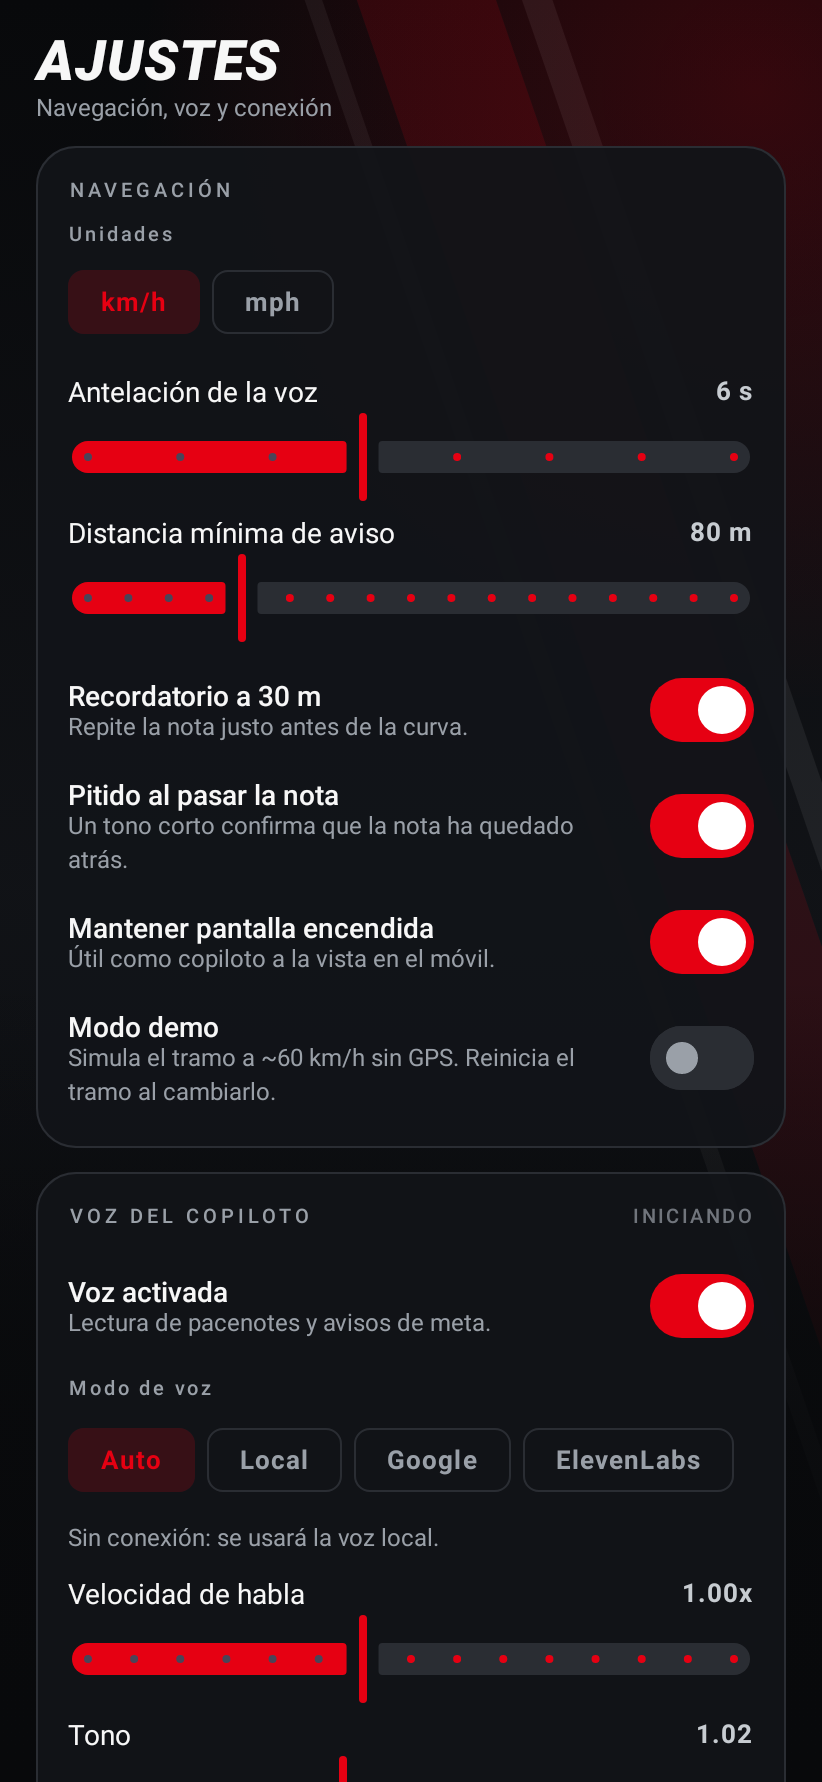 AJUSTES
Navegación, voz y conexión
NAVEGACIÓN
Unidades
km/h mph
Antelación de la voz 6 s
Distancia mínima de aviso 80 m
Recordatorio a 30 m
Repite la nota justo antes de la curva.
Pitido al pasar la nota
Un tono corto confirma que la nota ha quedado
atrás.
Mantener pantalla encendida
Útil como copiloto a la vista en el móvil.
Modo demo
Simula el tramo a ~60 km/h sin GPS. Reinicia el
tramo al cambiarlo.
VOZ DEL COPILOTO INICIANDO
Voz activada
Lectura de pacenotes y avisos de meta.
Modo de voz
Auto Local Google ElevenLabs
Sin conexión: se usará la voz local.
Velocidad de habla 1.00x
Tono 1.02